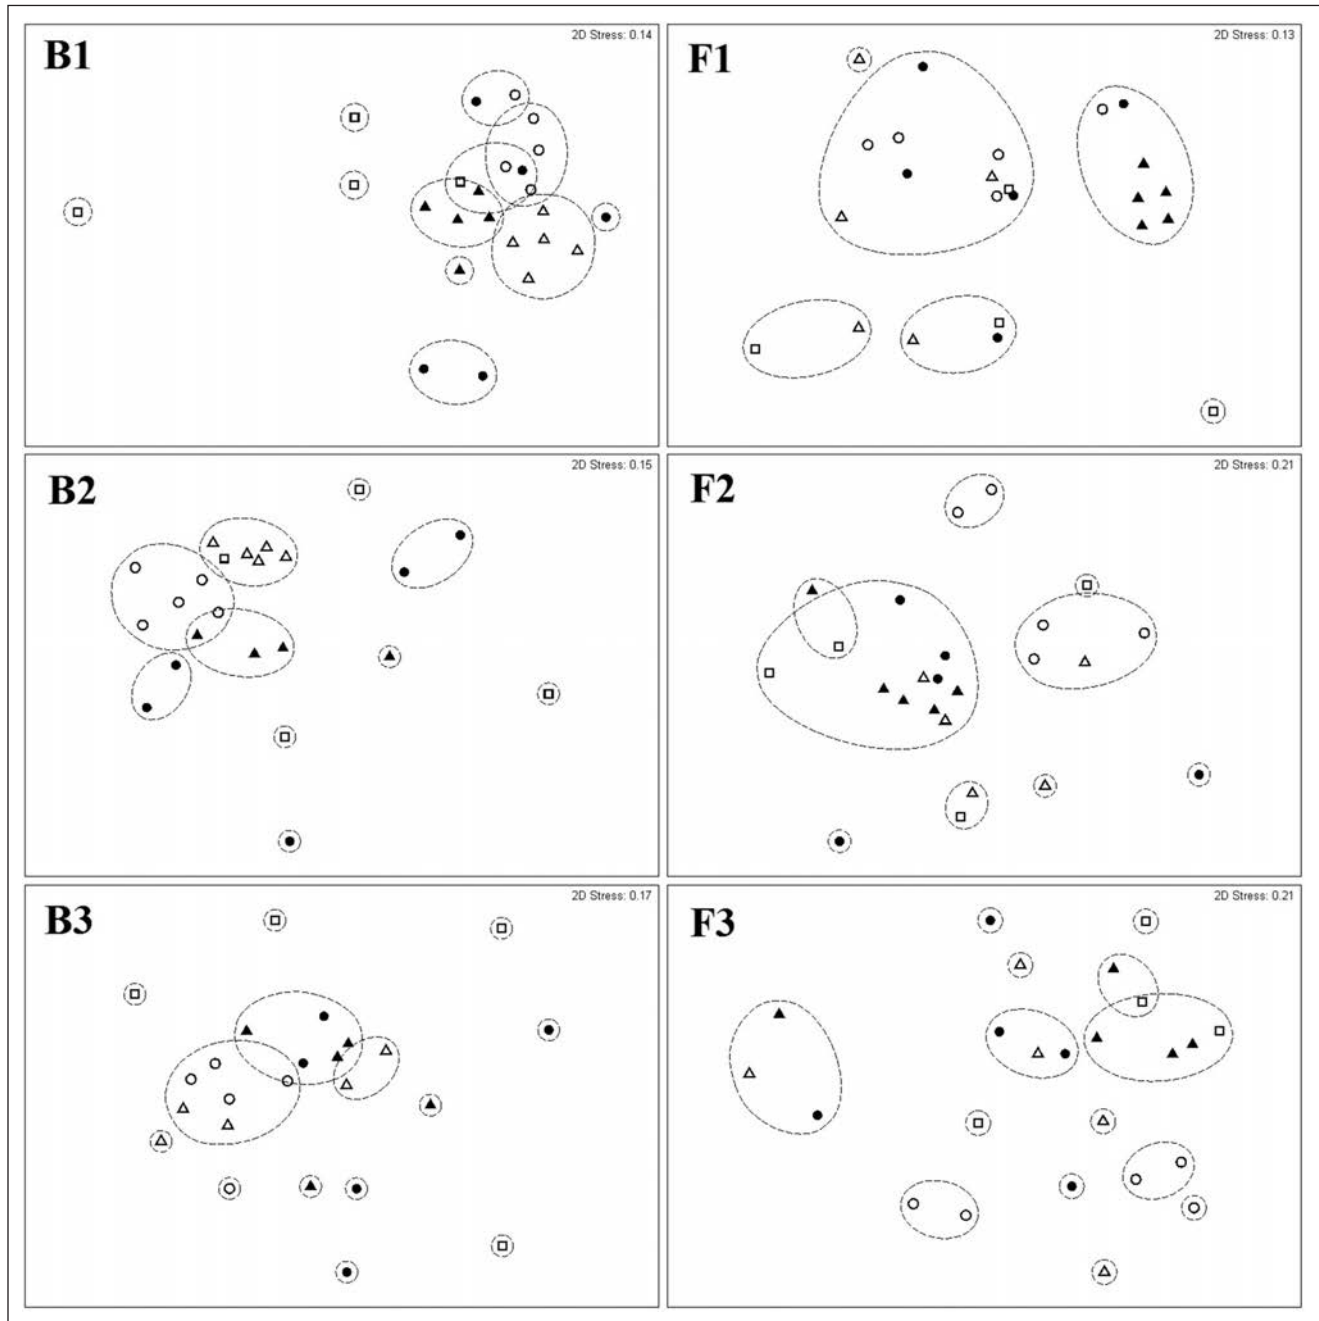 B1
2D Stress: 0.14
F1
2D Stress: 0.13
B2
2D Stress: 0.15
F2
2D Stress: 0.21
B3
2D Stress: 0.17
F3
2D Stress: 0.21